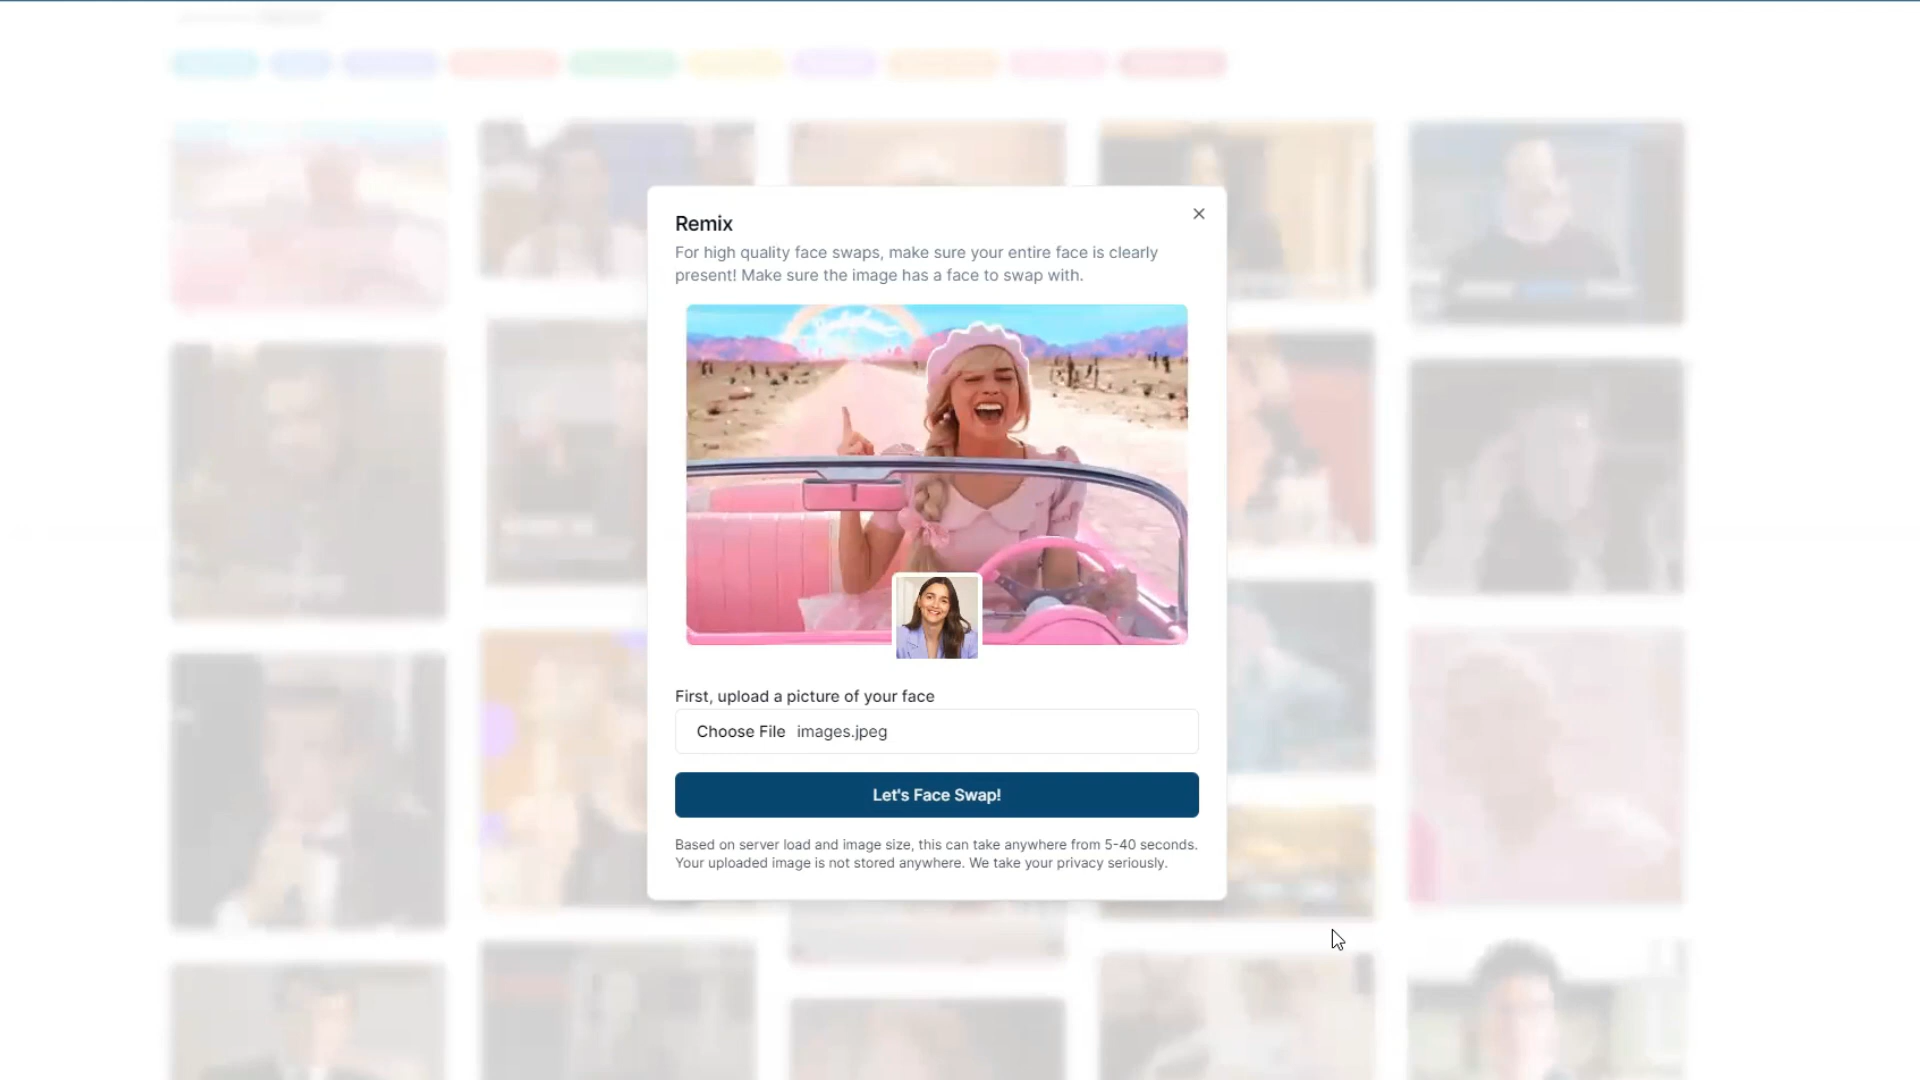 Remix
For high quality face swaps, make sure your entire face is clearly
present! Make sure the image has a face to swap with.
First, upload a picture of your face
Choose File images.jpeg
Let's Face Swap!
Based on server load and image size, this can take anywhere from 5-40 seconds.
Your uploaded image is not stored anywhere. We take your privacy seriously.